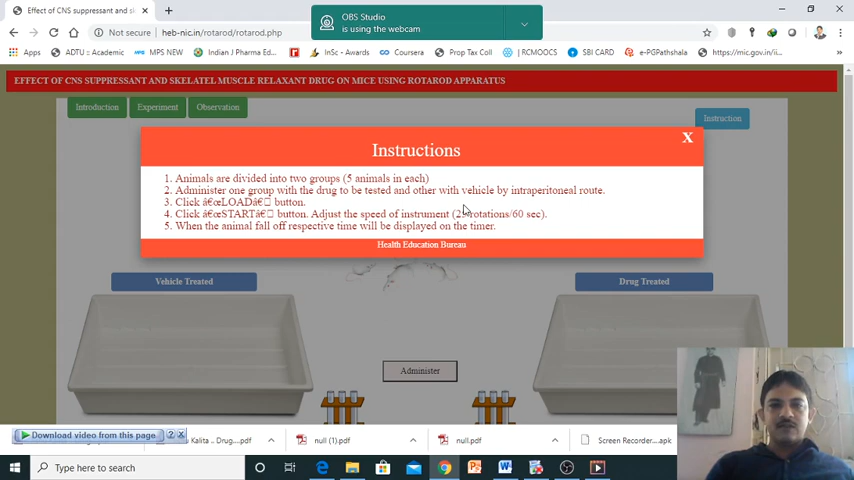 Effect of CNS suppressant and sk
OBS Studio
is using the webcam
Not secure heb-nic.in/rotarod/rotarod.php
Apps
ADTU :: Academic
MPS NEW
Indian J Pharma Ed...
InSc - Awards
Coursera
Prop Tax Coll
RCMOOCS
SBI CARD
e-PGPathshala
https://mic.gov.in/ii...
EFFECT OF CNS SUPPRESSANT AND SKELATEL MUSCLE RELAXANT DRUG ON MICE USING ROTAROD APPARATUS
Introduction
Experiment
Observation
Instruction
Instructions
X
1. Animals are divided into two groups (5 animals in each)
2. Administer one group with the drug to be tested and other with vehicle by intraperitoneal route.
3. Click “LOAD†button.
4. Click “START†button. Adjust the speed of instrument (2 rotations/60 sec).
5. When the animal fall off respective time will be displayed on the timer.
Health Education Bureau
Vehicle Treated
Drug Treated
Administer
Download video from this page
? X
Kalita .. Drug....pdf
null (1).pdf
null.pdf
Screen Recorder....apk
Type here to search